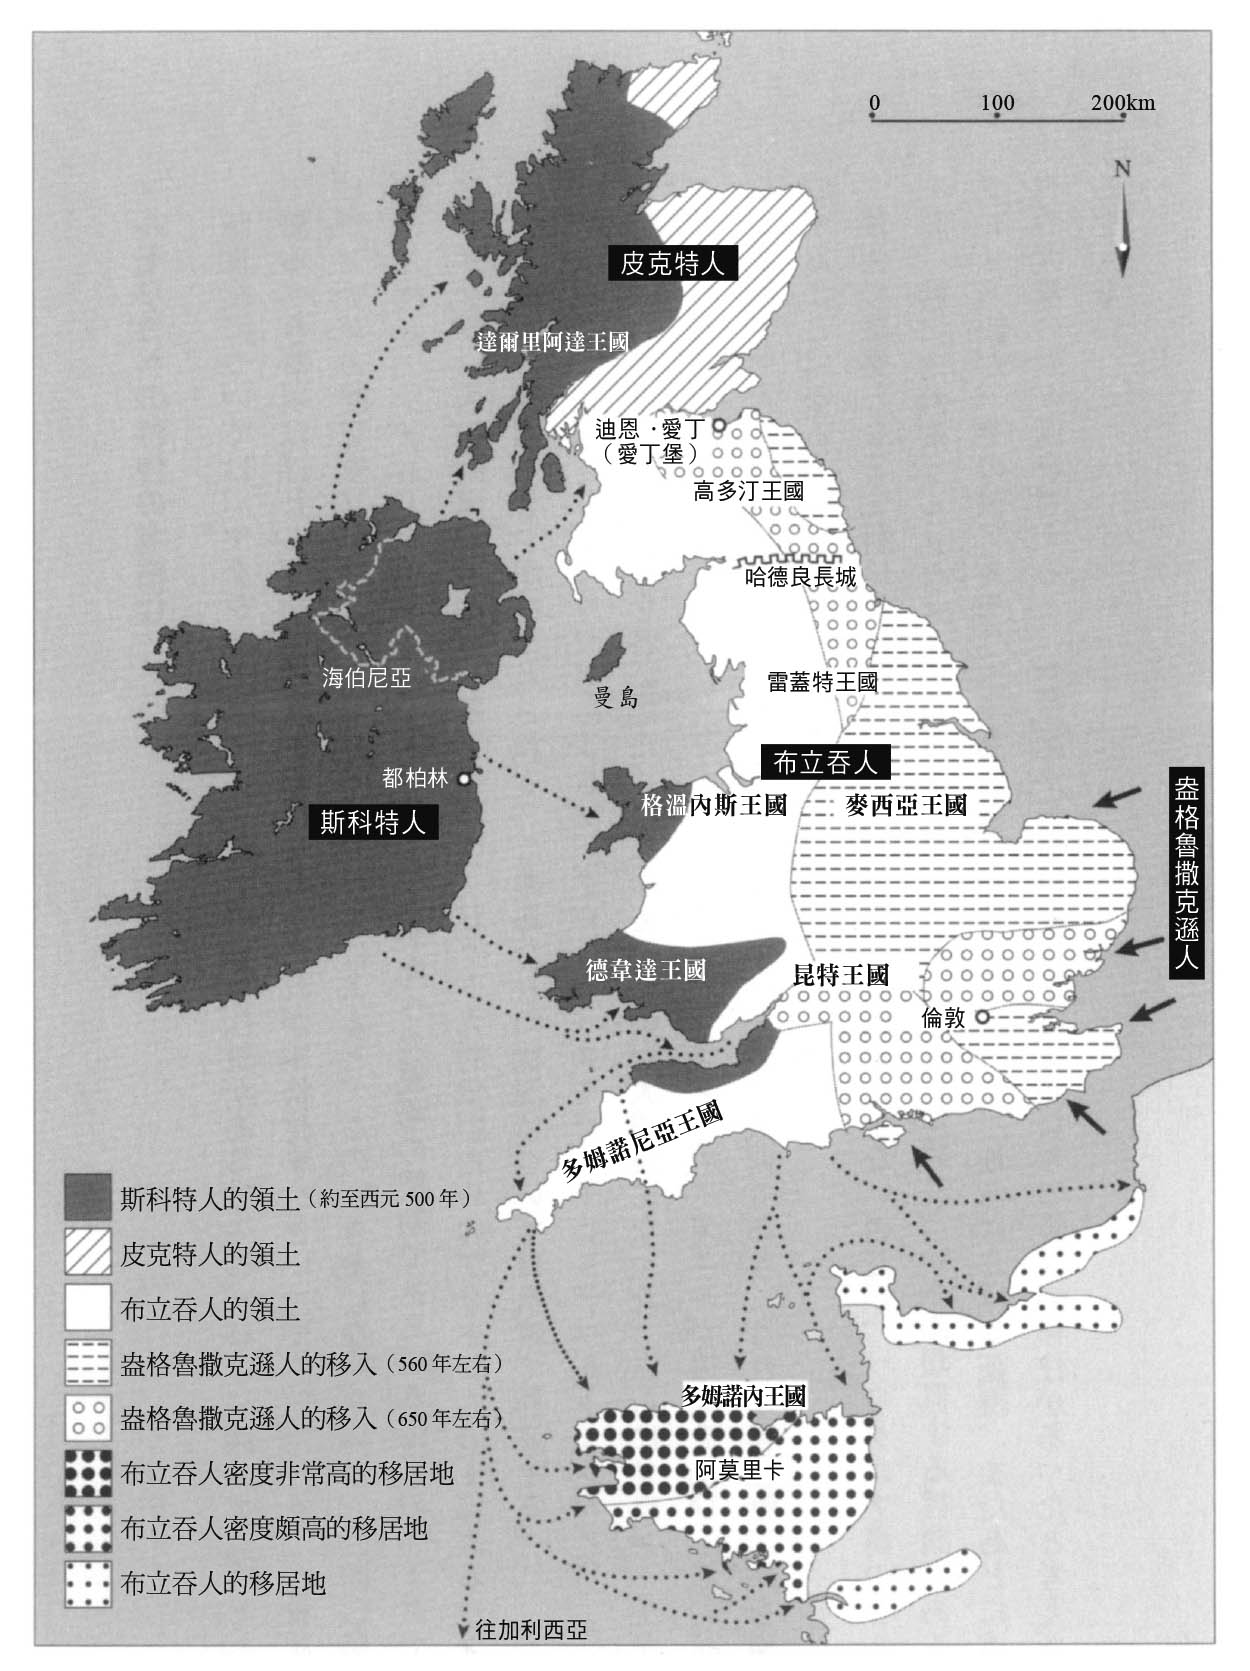 0 100 200km
N
皮克特人
達爾里阿達王國
迪恩·愛丁
（愛丁堡）
高多汀王國
哈德良長城
海伯尼亞
曼島
雷蓋特王國
布立吞人
都柏林
格溫內斯王國
麥西亞王國
斯科特人
盎格魯撒克遜人
德韋達王國
昆特王國
倫敦
多姆諾尼亞王國
斯科特人的領土（約至西元500年）
皮克特人的領土
布立吞人的領土
盎格魯撒克遜人的移入（560年左右）
盎格魯撒克遜人的移入（650年左右）
布立吞人密度非常高的移居地
布立吞人密度頗高的移居地
布立吞人的移居地
多姆諾內王國
阿莫里卡
往加利西亞